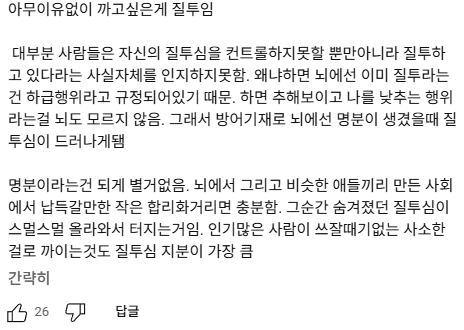 아무이유없이 까고싶은게 질투임
대부분 사람들은 자신의 질투심을 컨트롤하지못할 뿐만아니라 질투하
고 있다라는 사실자체를 인지하지못함. 왜냐하면 뇌에선 이미 질투라는
건 하급행위라고 규정되어있기 때문. 하면 추해보이고 나를 낮추는 행위
라는걸 뇌도 모르지 않음. 그래서 방어기재로 뇌에선 명분이 생겼을때 질
투심이 드러나게됌
명분이라는건 되게 별거없음. 뇌에서 그리고 비슷한 애들끼리 만든 사회
에서 납득갈만한 작은 합리화거리면 충분함. 그순간 숨겨졌던 질투심이
스멀스멀 올라와서 터지는거임. 인기많은 사람이 쓰잘때기없는 사소한
걸로 까이는것도 질투심 지분이 가장 큼
간략히
26 답글